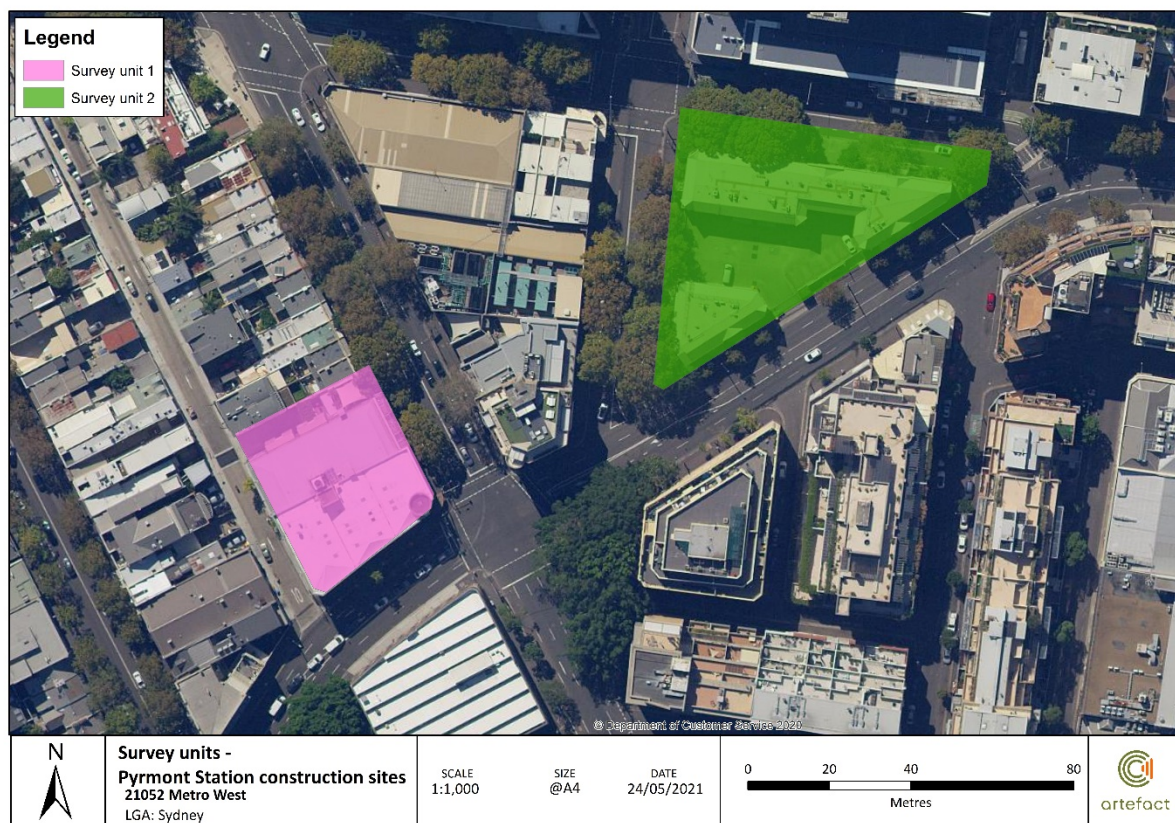 Legend
Survey unit 1
Survey unit 2
© Department of Customer Service 2020
N
Survey units -
Pyrmont Station construction sites
21052 Metro West
LGA: Sydney
SCALE
1:1,000
SIZE
@A4
DATE
24/05/2021
0 20 40 80
Metres
artefact